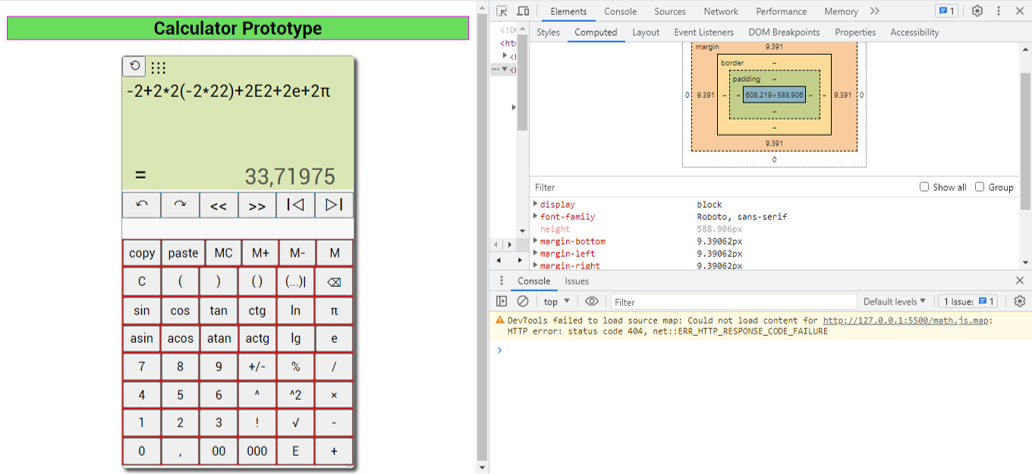 Calculator Prototype
-2+2*2(-2*22)+2E2+2e+2π
= 33,71975
<< >> |◁ ▷|
copy paste MC M+ M- M
C ( ) ( ) (...)| ⌫
sin cos tan ctg ln π
asin acos atan actg lg e
7 8 9 +/- % /
4 5 6 ^ ^2 ×
1 2 3 ! √ -
0 , 00 000 E +
Elements Console Sources Network Performance Memory >> 1
Styles Computed Layout Event Listeners DOM Breakpoints Properties Accessibility
margin 9.391
border –
padding –
0 9.391 – – 608.219×588.906 – – 9.391 0
–
–
9.391
0
Filter Show all Group
display block
font-family Roboto, sans-serif
height 588.906px
margin-bottom 9.39062px
margin-left 9.39062px
margin-right 9.39062px
Console Issues
top Filter Default levels 1 Issue: 1
DevTools failed to load source map: Could not load content for http://127.0.0.1:5500/math.js.map:
HTTP error: status code 404, net::ERR_HTTP_RESPONSE_CODE_FAILURE